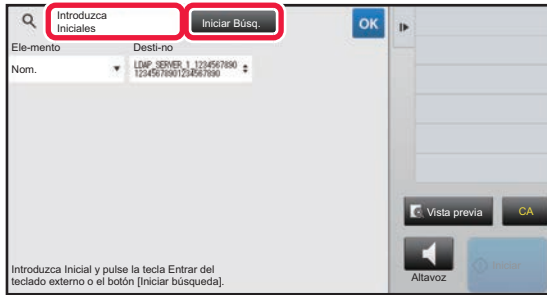 Introduzca
Iniciales
Iniciar Búsq.
OK
Ele-mento
Desti-no
Nom.
LDAP_SERVER_1_1234567890
12345678901234567890
Vista previa
CA
Altavoz
Iniciar
Introduzca Inicial y pulse la tecla Entrar del
teclado externo o el botón [Iniciar búsqueda].